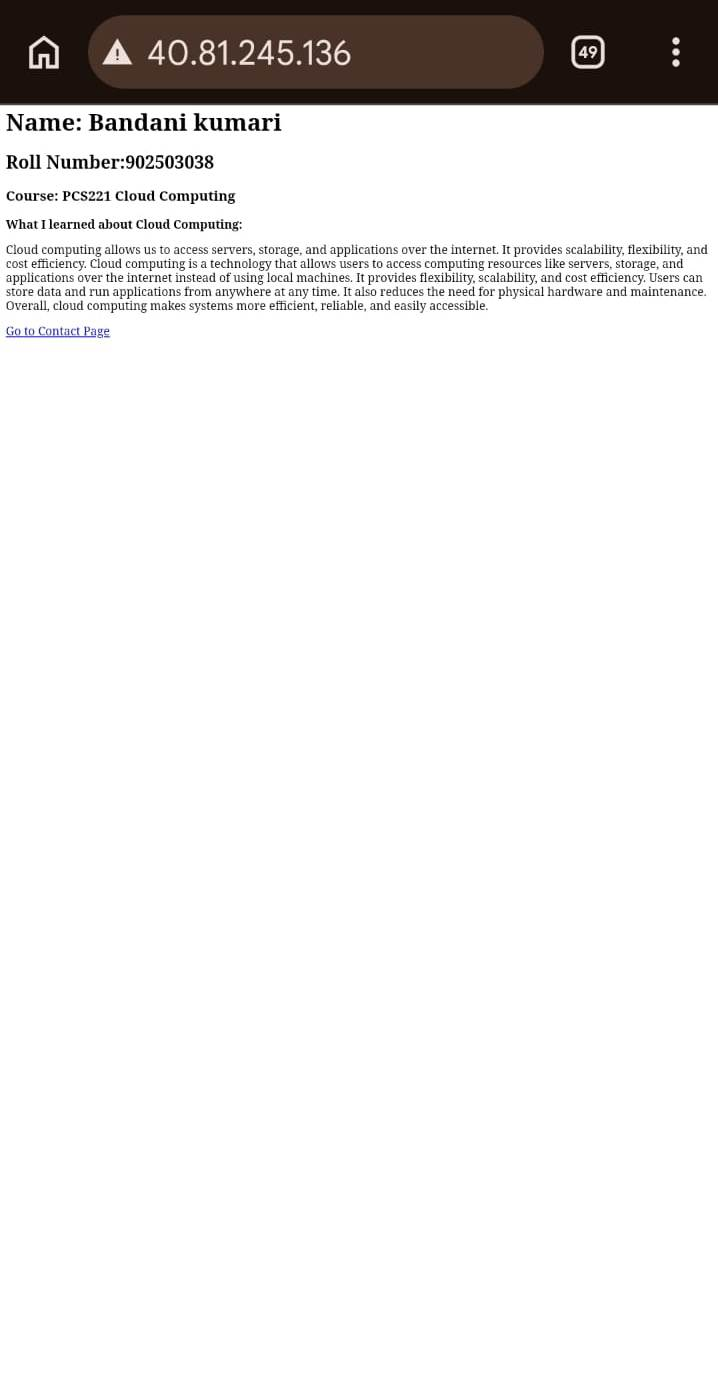 40.81.245.136
49
Name: Bandani kumari
Roll Number:902503038
Course: PCS221 Cloud Computing
What I learned about Cloud Computing:
Cloud computing allows us to access servers, storage, and applications over the internet. It provides scalability, flexibility, and
cost efficiency. Cloud computing is a technology that allows users to access computing resources like servers, storage, and
applications over the internet instead of using local machines. It provides flexibility, scalability, and cost efficiency. Users can
store data and run applications from anywhere at any time. It also reduces the need for physical hardware and maintenance.
Overall, cloud computing makes systems more efficient, reliable, and easily accessible.
Go to Contact Page